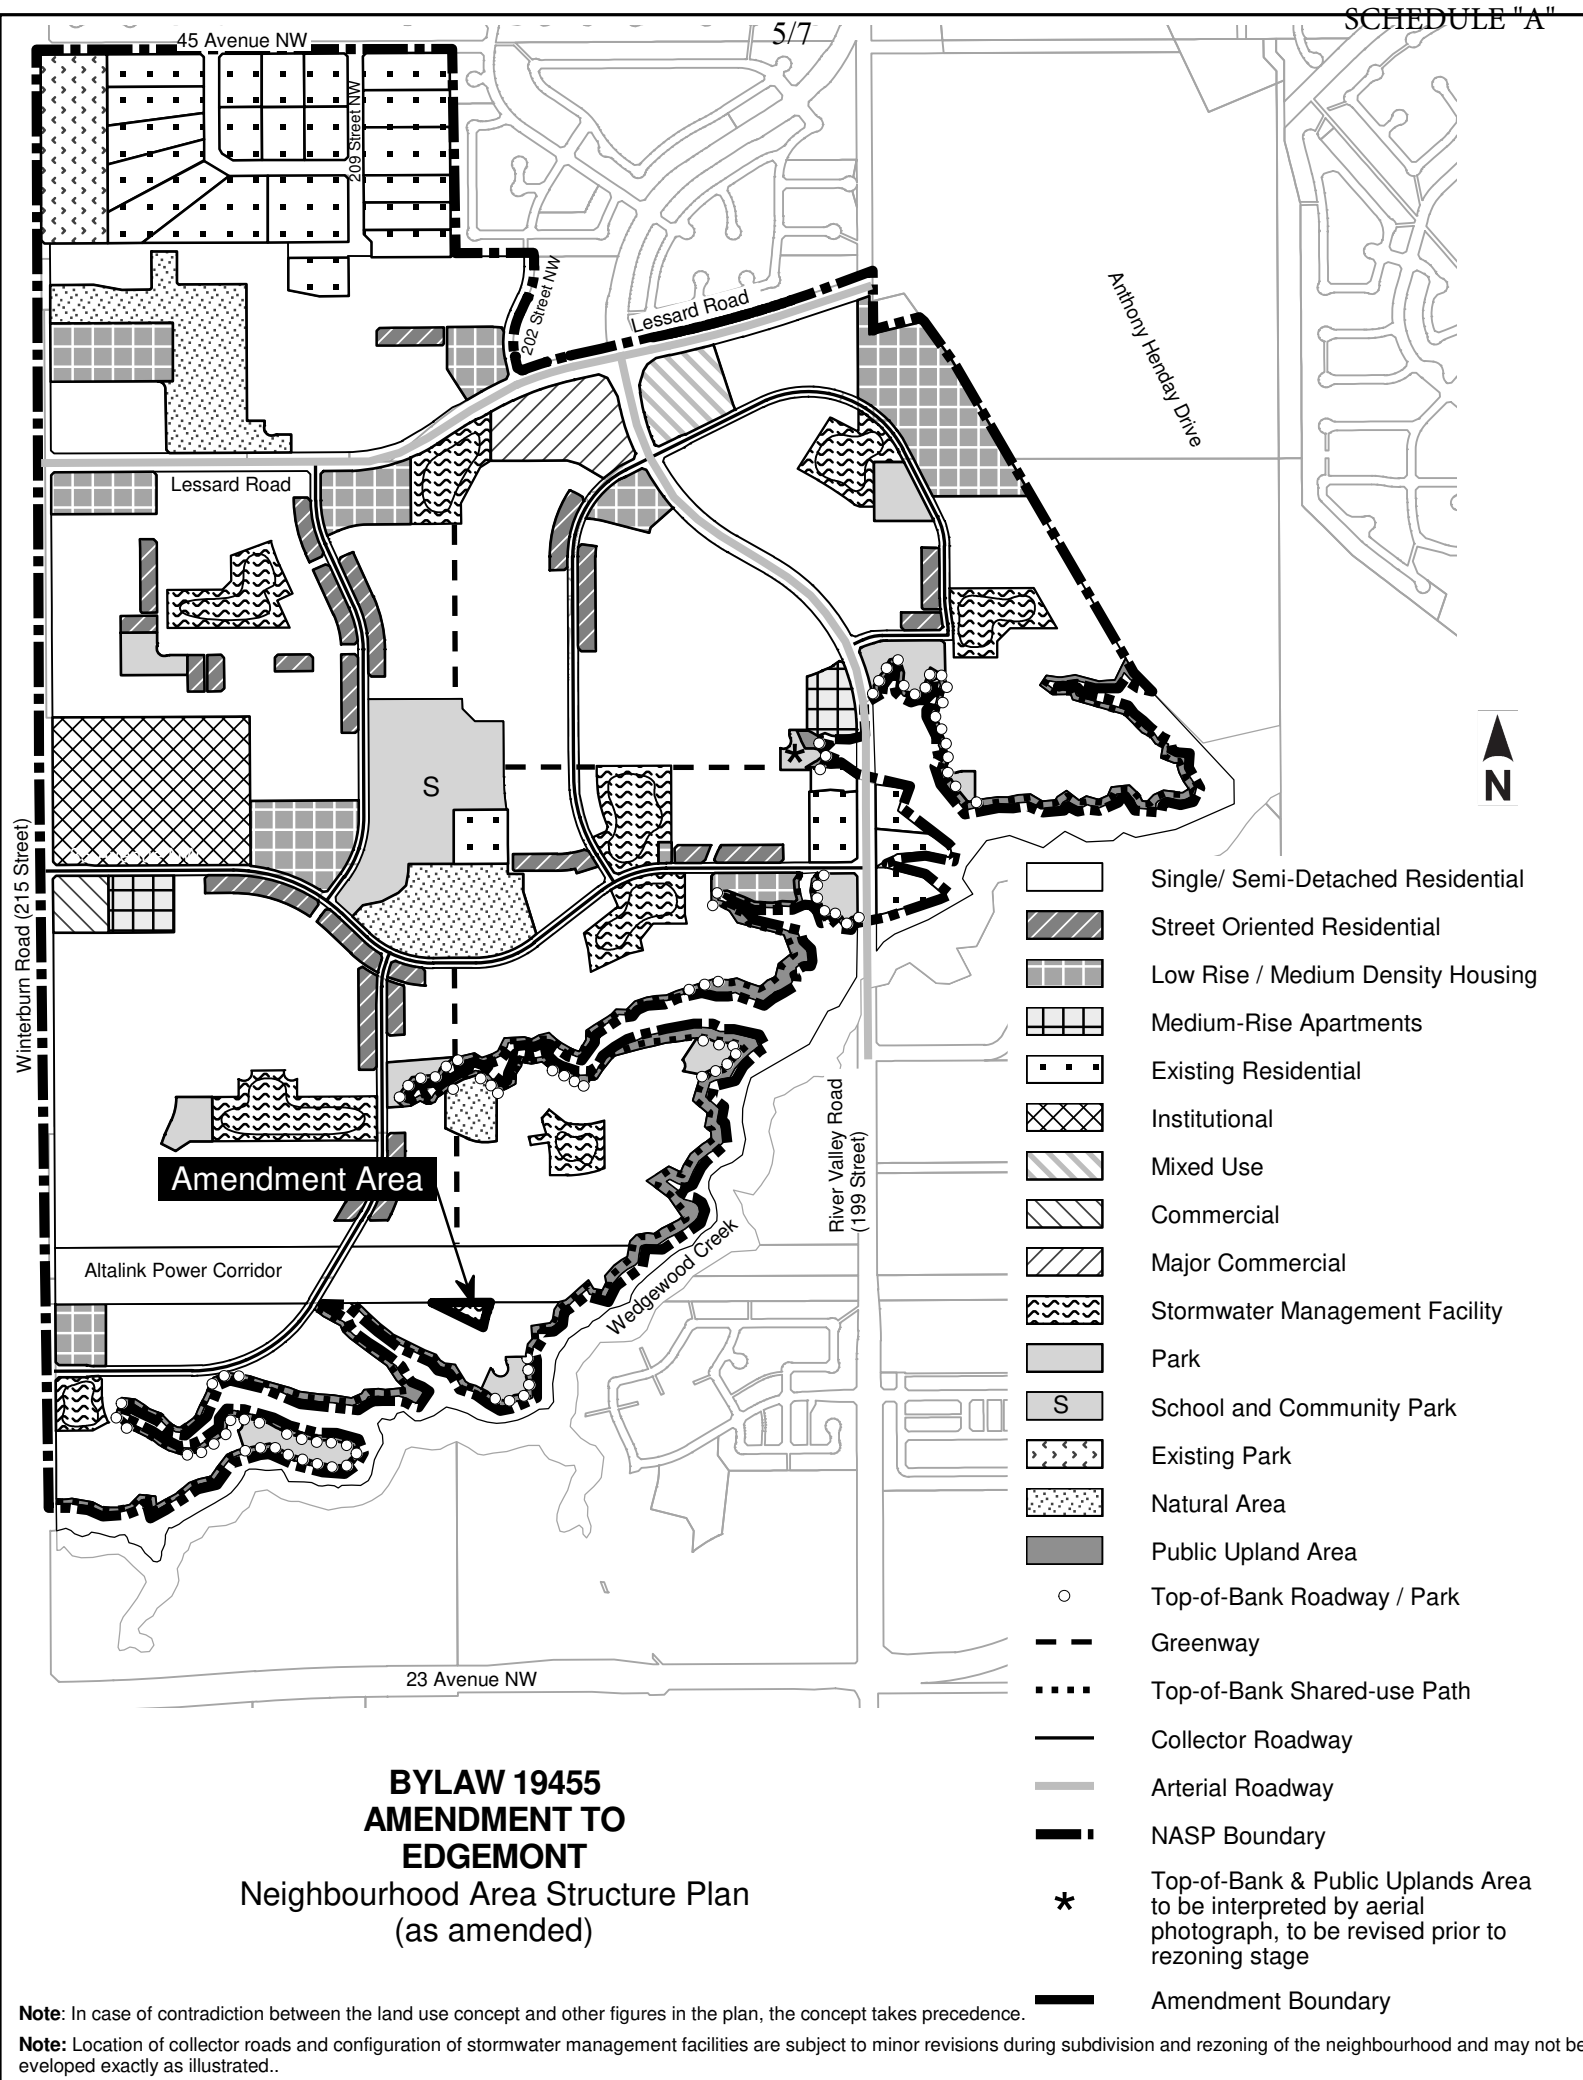 SCHEDULE "A"
5/7
45 Avenue NW
209 Street NW
202 Street NW
Lessard Road
Anthony Henday Drive
Lessard Road
S
N
Winterburn Road (215 Street)
Amendment Area
River Valley Road
(199 Street)
Altalink Power Corridor
Wedgewood Creek
23 Avenue NW
Single/ Semi-Detached Residential
Street Oriented Residential
Low Rise / Medium Density Housing
Medium-Rise Apartments
Existing Residential
Institutional
Mixed Use
Commercial
Major Commercial
Stormwater Management Facility
Park
S School and Community Park
Existing Park
Natural Area
Public Upland Area
Top-of-Bank Roadway / Park
Greenway
Top-of-Bank Shared-use Path
Collector Roadway
Arterial Roadway
NASP Boundary
* Top-of-Bank & Public Uplands Area
to be interpreted by aerial
photograph, to be revised prior to
rezoning stage
Amendment Boundary
BYLAW 19455
AMENDMENT TO
EDGEMONT
Neighbourhood Area Structure Plan
(as amended)
Note: In case of contradiction between the land use concept and other figures in the plan, the concept takes precedence.
Note: Location of collector roads and configuration of stormwater management facilities are subject to minor revisions during subdivision and rezoning of the neighbourhood and may not be
eveloped exactly as illustrated..